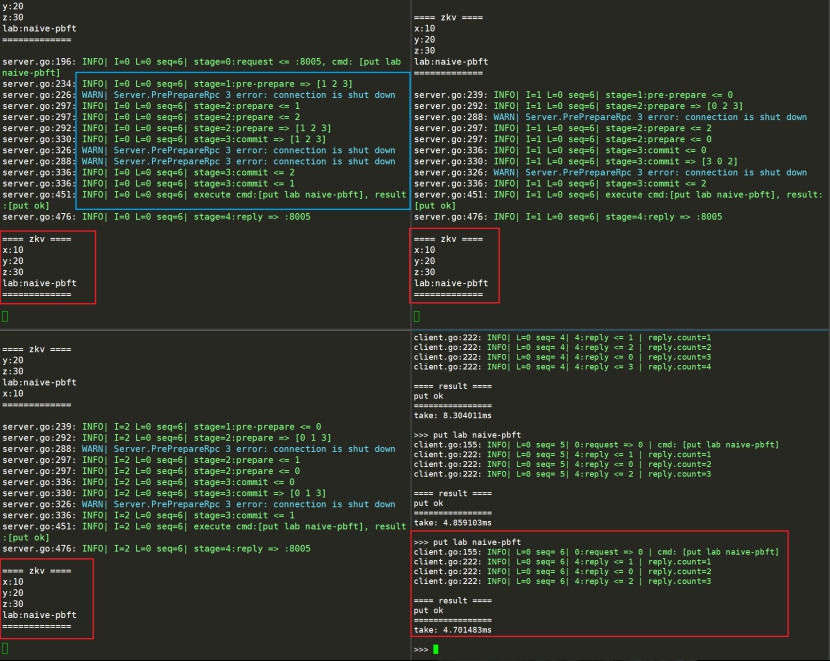 y:20
z:30
lab:naive-pbft
=============
server.go:196: INFO| I=0 L=0 seq=6| stage=0:request <= :8005, cmd: [put lab
naive-pbft]
server.go:234: INFO| I=0 L=0 seq=6| stage=1:pre-prepare => [1 2 3]
server.go:226: WARN| Server.PrePrepareRpc 3 error: connection is shut down
server.go:297: INFO| I=0 L=0 seq=6| stage=2:prepare <= 1
server.go:297: INFO| I=0 L=0 seq=6| stage=2:prepare <= 2
server.go:292: INFO| I=0 L=0 seq=6| stage=2:prepare => [1 2 3]
server.go:330: INFO| I=0 L=0 seq=6| stage=3:commit => [1 2 3]
server.go:326: WARN| Server.PrePrepareRpc 3 error: connection is shut down
server.go:288: WARN| Server.PrePrepareRpc 3 error: connection is shut down
server.go:336: INFO| I=0 L=0 seq=6| stage=3:commit <= 2
server.go:336: INFO| I=0 L=0 seq=6| stage=3:commit <= 1
server.go:451: INFO| I=0 L=0 seq=6| execute cmd:[put lab naive-pbft], result
:[put ok]
server.go:476: INFO| I=0 L=0 seq=6| stage=4:reply => :8005
==== zkv ====
x:10
y:20
z:30
lab:naive-pbft
=============
==== zkv ====
x:10
y:20
z:30
lab:naive-pbft
=============
server.go:239: INFO| I=1 L=0 seq=6| stage=1:pre-prepare <= 0
server.go:292: INFO| I=1 L=0 seq=6| stage=2:prepare => [0 2 3]
server.go:288: WARN| Server.PrePrepareRpc 3 error: connection is shut down
server.go:297: INFO| I=1 L=0 seq=6| stage=2:prepare <= 2
server.go:297: INFO| I=1 L=0 seq=6| stage=2:prepare <= 0
server.go:336: INFO| I=1 L=0 seq=6| stage=3:commit <= 0
server.go:330: INFO| I=1 L=0 seq=6| stage=3:commit => [3 0 2]
server.go:326: WARN| Server.PrePrepareRpc 3 error: connection is shut down
server.go:336: INFO| I=1 L=0 seq=6| stage=3:commit <= 2
server.go:451: INFO| I=1 L=0 seq=6| execute cmd:[put lab naive-pbft], result:
[put ok]
server.go:476: INFO| I=1 L=0 seq=6| stage=4:reply => :8005
==== zkv ====
x:10
y:20
z:30
lab:naive-pbft
=============
==== zkv ====
y:20
z:30
lab:naive-pbft
x:10
=============
server.go:239: INFO| I=2 L=0 seq=6| stage=1:pre-prepare <= 0
server.go:292: INFO| I=2 L=0 seq=6| stage=2:prepare => [0 1 3]
server.go:288: WARN| Server.PrePrepareRpc 3 error: connection is shut down
server.go:297: INFO| I=2 L=0 seq=6| stage=2:prepare <= 1
server.go:297: INFO| I=2 L=0 seq=6| stage=2:prepare <= 0
server.go:336: INFO| I=2 L=0 seq=6| stage=3:commit <= 0
server.go:330: INFO| I=2 L=0 seq=6| stage=3:commit => [0 1 3]
server.go:326: WARN| Server.PrePrepareRpc 3 error: connection is shut down
server.go:336: INFO| I=2 L=0 seq=6| stage=3:commit <= 1
server.go:451: INFO| I=2 L=0 seq=6| execute cmd:[put lab naive-pbft], result
:[put ok]
server.go:476: INFO| I=2 L=0 seq=6| stage=4:reply => :8005
==== zkv ====
x:10
y:20
z:30
lab:naive-pbft
=============
client.go:222: INFO| L=0 seq= 4| 4:reply <= 1 | reply.count=1
client.go:222: INFO| L=0 seq= 4| 4:reply <= 2 | reply.count=2
client.go:222: INFO| L=0 seq= 4| 4:reply <= 0 | reply.count=3
client.go:222: INFO| L=0 seq= 4| 4:reply <= 3 | reply.count=4
==== result ====
put ok
================
take: 8.304011ms
>>> put lab naive-pbft
client.go:155: INFO| L=0 seq= 5| 0:request => 0 | cmd: [put lab naive-pbft]
client.go:222: INFO| L=0 seq= 5| 4:reply <= 1 | reply.count=1
client.go:222: INFO| L=0 seq= 5| 4:reply <= 0 | reply.count=2
client.go:222: INFO| L=0 seq= 5| 4:reply <= 2 | reply.count=3
==== result ====
put ok
================
take: 4.859103ms
>>> put lab naive-pbft
client.go:155: INFO| L=0 seq= 6| 0:request => 0 | cmd: [put lab naive-pbft]
client.go:222: INFO| L=0 seq= 6| 4:reply <= 1 | reply.count=1
client.go:222: INFO| L=0 seq= 6| 4:reply <= 0 | reply.count=2
client.go:222: INFO| L=0 seq= 6| 4:reply <= 2 | reply.count=3
==== result ====
put ok
================
take: 4.701483ms
>>>